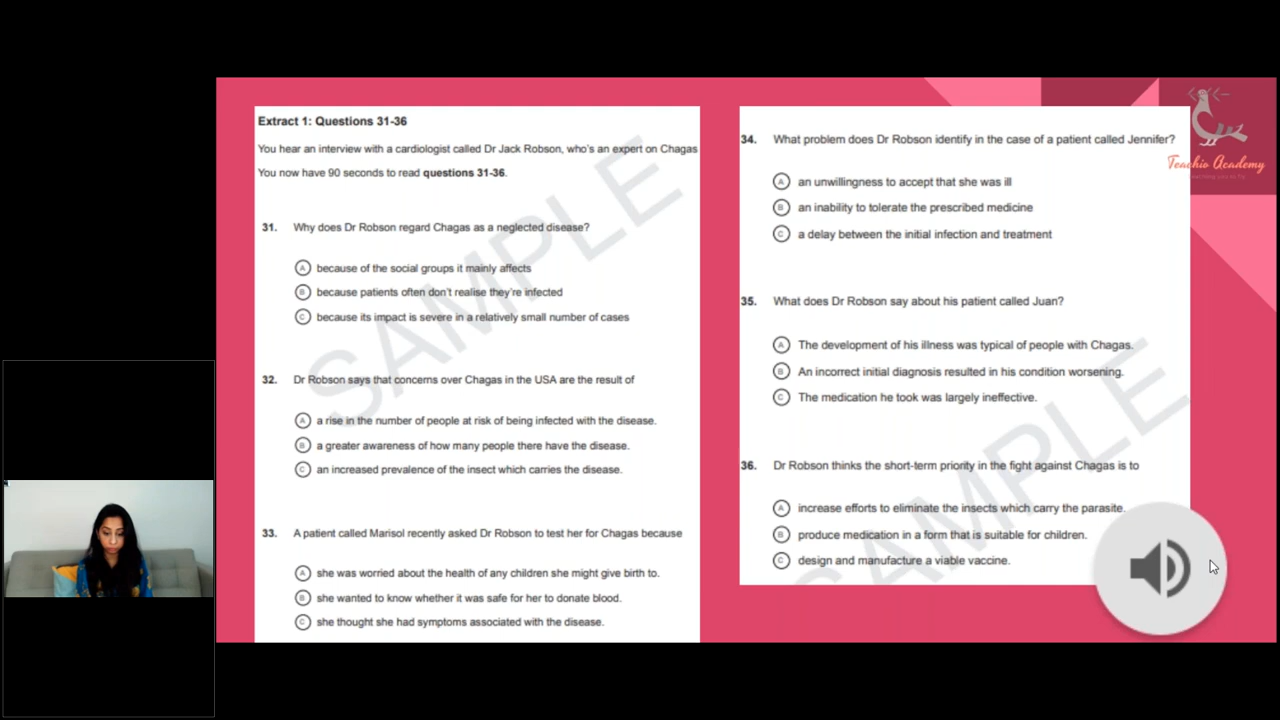 Extract 1: Questions 31-36
You hear an interview with a cardiologist called Dr Jack Robson, who's an expert on Chagas
You now have 90 seconds to read questions 31-36.
31. Why does Dr Robson regard Chagas as a neglected disease?
A because of the social groups it mainly affects
B because patients often don't realise they're infected
C because its impact is severe in a relatively small number of cases
32. Dr Robson says that concerns over Chagas in the USA are the result of
A a rise in the number of people at risk of being infected with the disease.
B a greater awareness of how many people there have the disease.
C an increased prevalence of the insect which carries the disease.
33. A patient called Marisol recently asked Dr Robson to test her for Chagas because
A she was worried about the health of any children she might give birth to.
B she wanted to know whether it was safe for her to donate blood.
C she thought she had symptoms associated with the disease.
SAMPLE
34. What problem does Dr Robson identify in the case of a patient called Jennifer?
A an unwillingness to accept that she was ill
B an inability to tolerate the prescribed medicine
C a delay between the initial infection and treatment
35. What does Dr Robson say about his patient called Juan?
A The development of his illness was typical of people with Chagas.
B An incorrect initial diagnosis resulted in his condition worsening.
C The medication he took was largely ineffective.
36. Dr Robson thinks the short-term priority in the fight against Chagas is to
A increase efforts to eliminate the insects which carry the parasite.
B produce medication in a form that is suitable for children.
C design and manufacture a viable vaccine.
SAMPLE
Teachio Academy